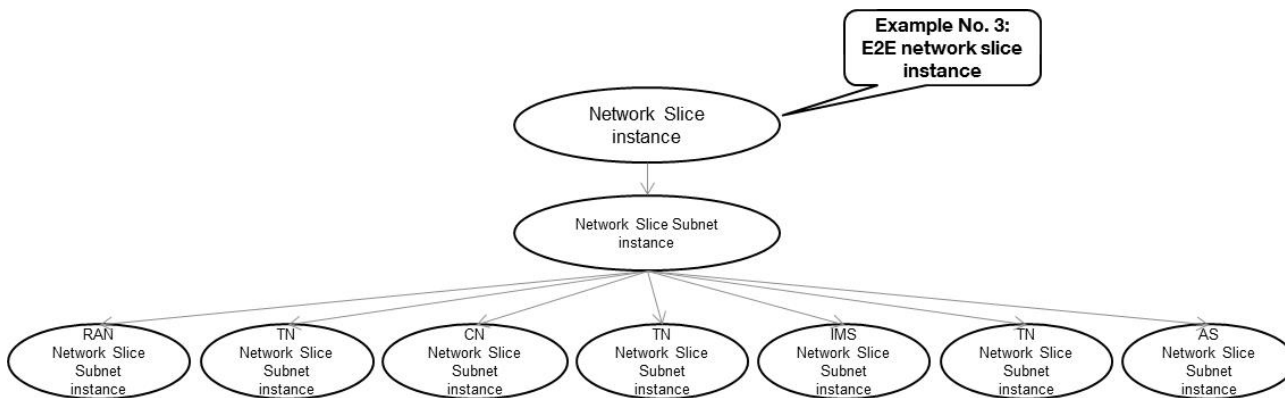 Example No. 3:
E2E network slice
instance
Network Slice
instance
Network Slice Subnet
instance
RAN
Network Slice
Subnet
instance
TN
Network Slice
Subnet
instance
CN
Network Slice
Subnet
instance
TN
Network Slice
Subnet
instance
IMS
Network Slice
Subnet
instance
TN
Network Slice
Subnet
instance
AS
Network Slice
Subnet
instance